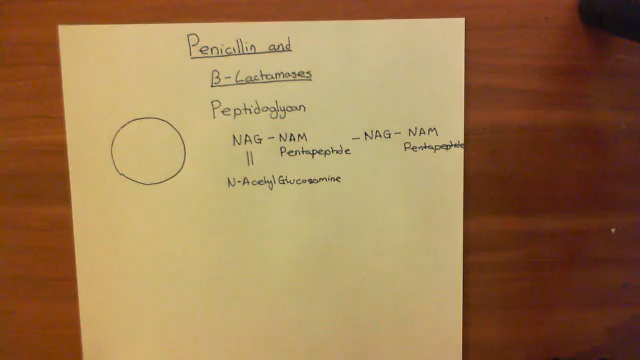 Penicillin and
β-Lactamases
Peptidoglycan
NAG - NAM - NAG - NAM
Pentapeptide Pentapeptide
||
N-Acetyl Glucosamine